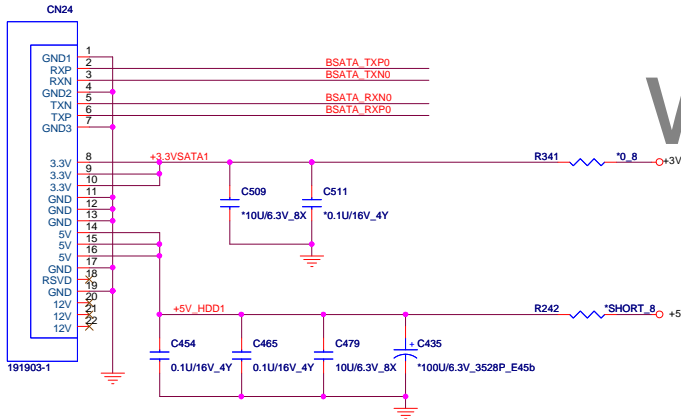 CN24
GND1 1
RXP 2 BSATA_TXP0
RXN 3 BSATA_TXN0
GND2 4
TXN 5 BSATA_RXN0
TXP 6 BSATA_RXP0
GND3 7
3.3V 8 +3.3VSATA1 R341 *0_8 +3V
3.3V 9
3.3V 10
GND 11
GND 12
GND 13
5V 14
5V 15
5V 16
GND 17
RSVD 18
GND 19
12V 20
12V 21
12V 22
191903-1
C509
*10U/6.3V_8X
C511
*0.1U/16V_4Y
+5V_HDD1 R242 *SHORT_8 +5
C454
0.1U/16V_4Y
C465
0.1U/16V_4Y
C479
10U/6.3V_8X
+ C435
*100U/6.3V_3528P_E45b